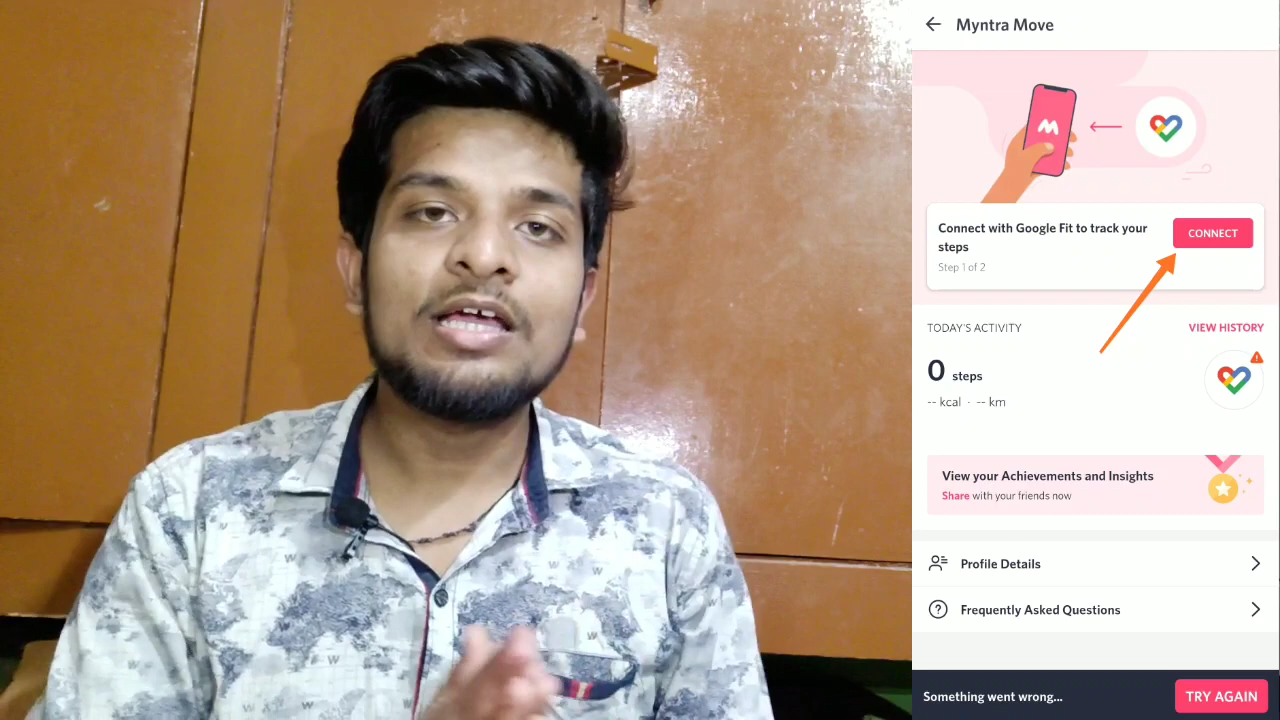 Myntra Move
Connect with Google Fit to track your
steps
CONNECT
Step 1 of 2
TODAY'S ACTIVITY
VIEW HISTORY
0 steps
-- kcal · -- km
View your Achievements and Insights
Share with your friends now
Profile Details
Frequently Asked Questions
Something went wrong...
TRY AGAIN
W
W
W
W
W
W
W